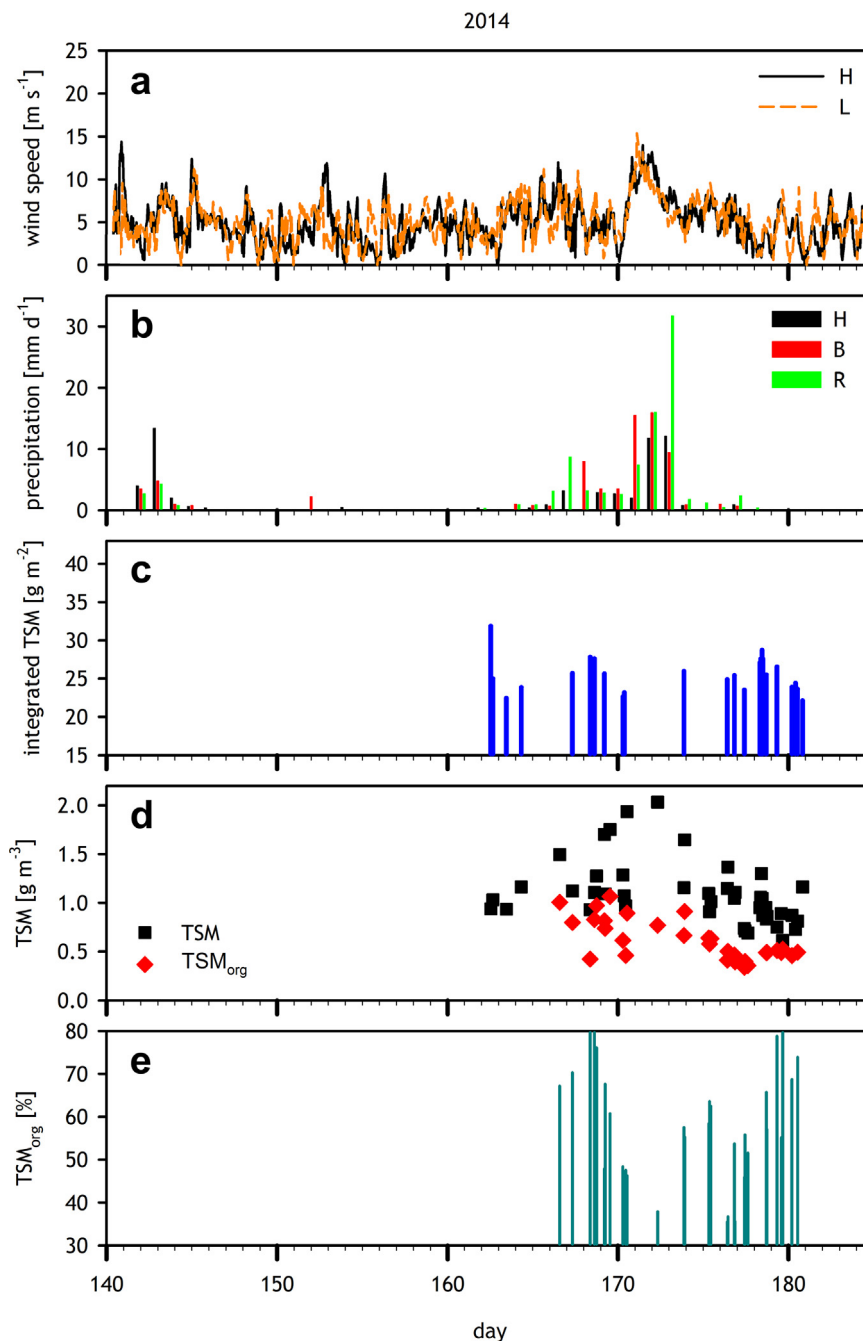 2014
a
wind speed [m s⁻¹]
25
20
15
10
5
0
H
L
b
precipitation [mm d⁻¹]
30
20
10
0
H
B
R
c
integrated TSM [g m⁻²]
40
35
30
25
20
15
d
TSM [g m⁻³]
2.0
1.5
1.0
0.5
0.0
TSM
TSMorg
e
TSMorg [%]
80
70
60
50
40
30
140 150 160 170 180
day